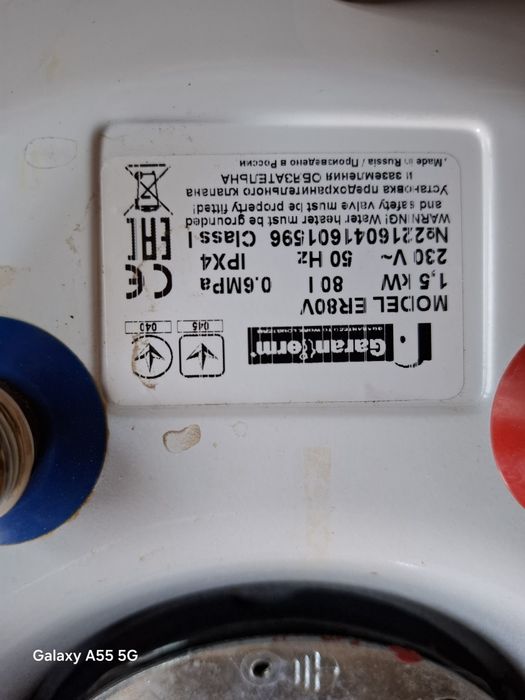 Garanterm
045 040
MODEL ER80V
1,5 kW 80 l 0.6MPa
230 V~ 50 Hz IPX4
№2216041601596 Class I
CE
EAC
WARNING! Water heater must be grounded
and safety valve must be property fitted!
Установка предохранительного клапана
и заземления ОБЯЗАТЕЛЬНА
Made in Russia / Произведено в России.
Galaxy A55 5G